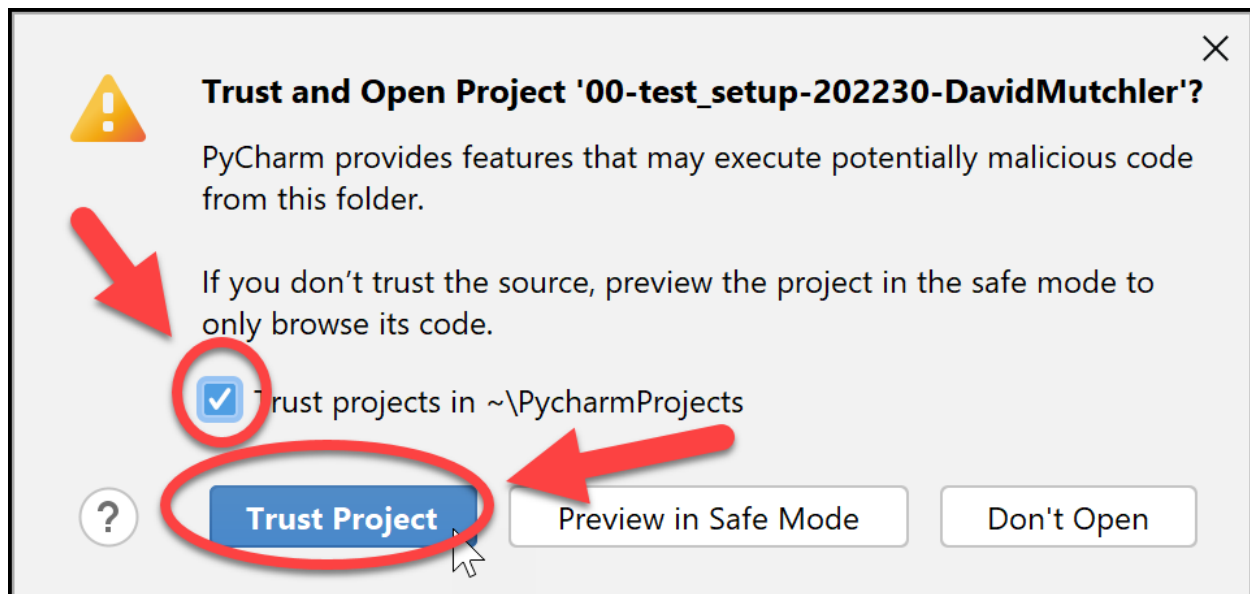 Trust and Open Project '00-test_setup-202230-DavidMutchler'?
PyCharm provides features that may execute potentially malicious code
from this folder.
If you don’t trust the source, preview the project in the safe mode to
only browse its code.
Trust projects in ~\PycharmProjects
?
Trust Project
Preview in Safe Mode
Don't Open